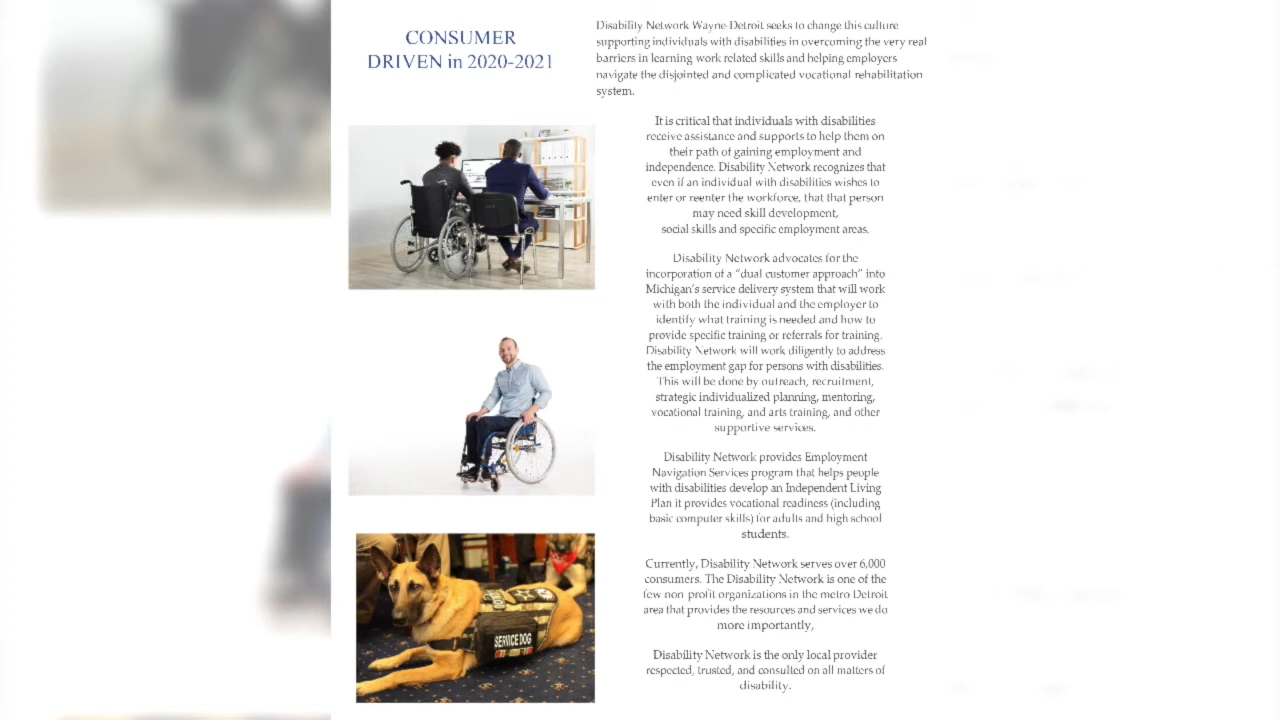 CONSUMER
DRIVEN in 2020-2021
Disability Network Wayne-Detroit seeks to change this culture
supporting individuals with disabilities in overcoming the very real
barriers in learning work related skills and helping employers
navigate the disjointed and complicated vocational rehabilitation
system.
It is critical that individuals with disabilities
receive assistance and supports to help them on
their path of gaining employment and
independence. Disability Network recognizes that
even if an individual with disabilities wishes to
enter or reenter the workforce, that that person
may need skill development,
social skills and specific employment areas.
Disability Network advocates for the
incorporation of a “dual customer approach” into
Michigan’s service delivery system that will work
with both the individual and the employer to
identify what training is needed and how to
provide specific training or referrals for training.
Disability Network will work diligently to address
the employment gap for persons with disabilities.
This will be done by outreach, recruitment,
strategic individualized planning, mentoring,
vocational training, and arts training, and other
supportive services.
Disability Network provides Employment
Navigation Services program that helps people
with disabilities develop an Independent Living
Plan it provides vocational readiness (including
basic computer skills) for adults and high school
students.
Currently, Disability Network serves over 6,000
consumers. The Disability Network is one of the
few non-profit organizations in the metro Detroit
area that provides the resources and services we do
more importantly,
Disability Network is the only local provider
respected, trusted, and consulted on all matters of
disability.
SERVICE DOG